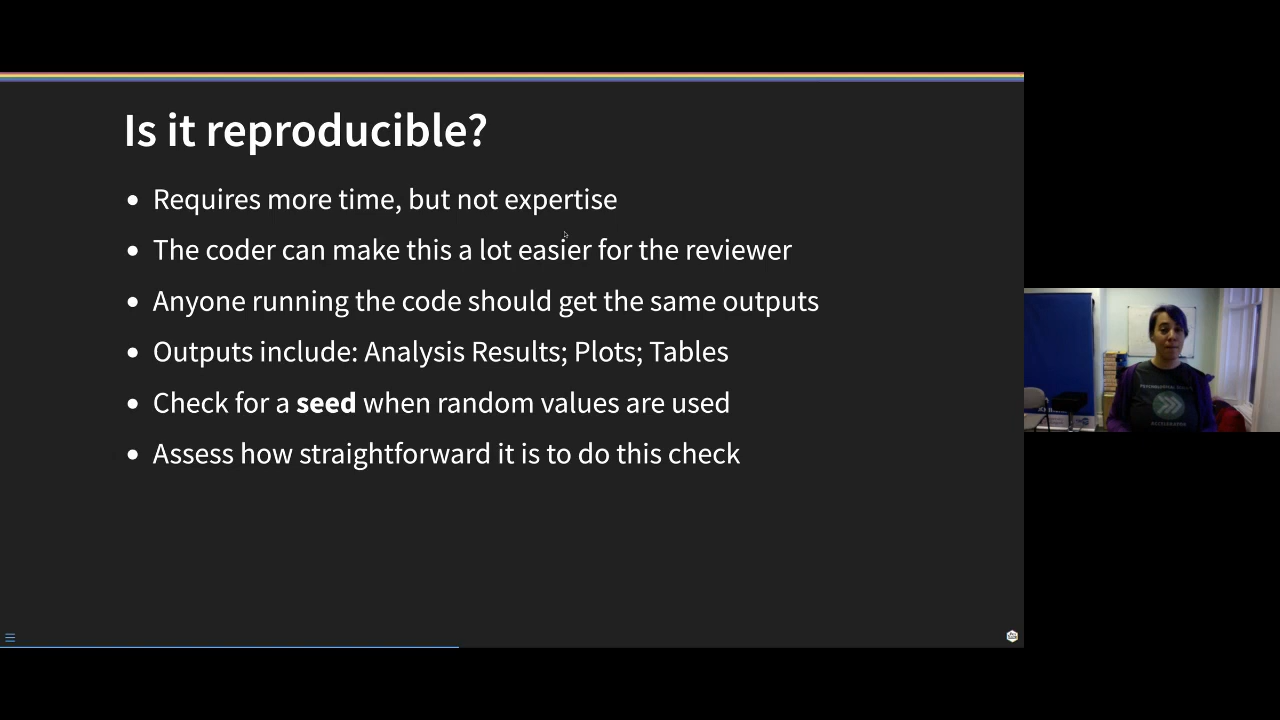 Is it reproducible?
Requires more time, but not expertise
The coder can make this a lot easier for the reviewer
Anyone running the code should get the same outputs
Outputs include: Analysis Results; Plots; Tables
Check for a seed when random values are used
Assess how straightforward it is to do this check
ACCELERATOR